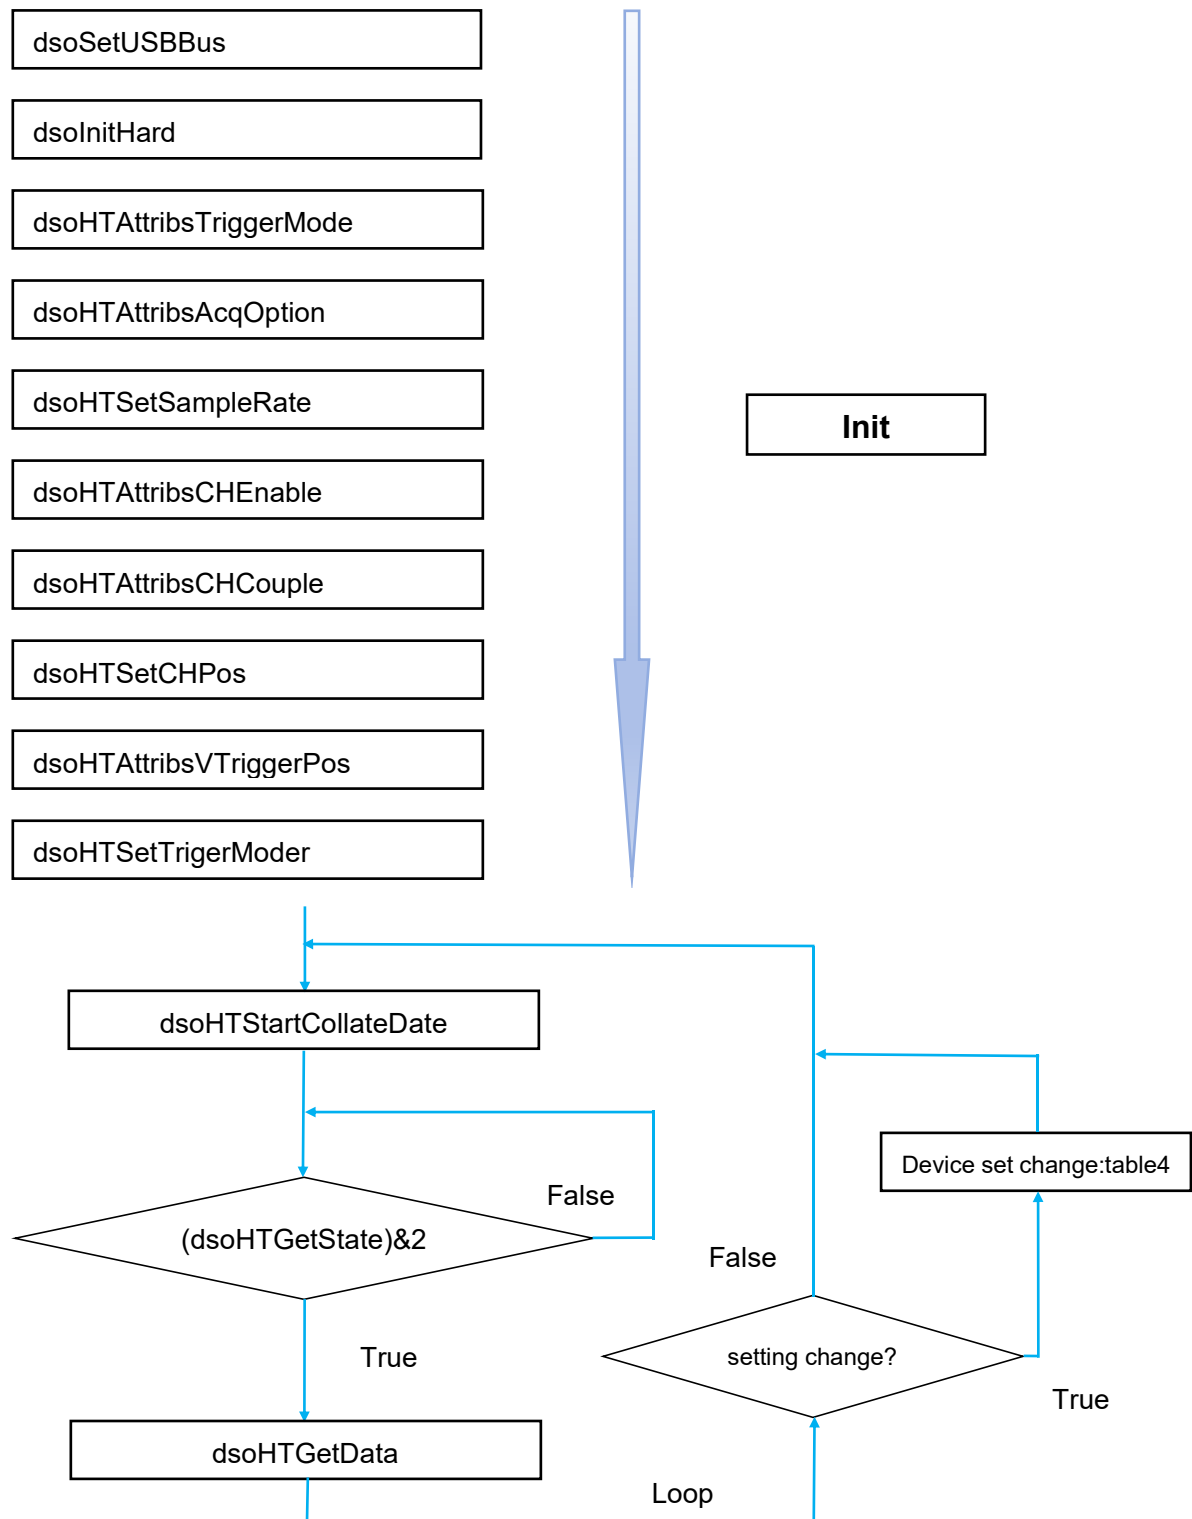 dsoSetUSBBus
dsoInitHard
dsoHTAttribsTriggerMode
dsoHTAttribsAcqOption
dsoHTSetSampleRate
Init
dsoHTAttribsCHEnable
dsoHTAttribsCHCouple
dsoHTSetCHPos
dsoHTAttribsVTriggerPos
dsoHTSetTrigerModer
dsoHTStartCollateDate
Device set change:table4
False
(dsoHTGetState)&2
False
True
setting change?
True
dsoHTGetData
Loop